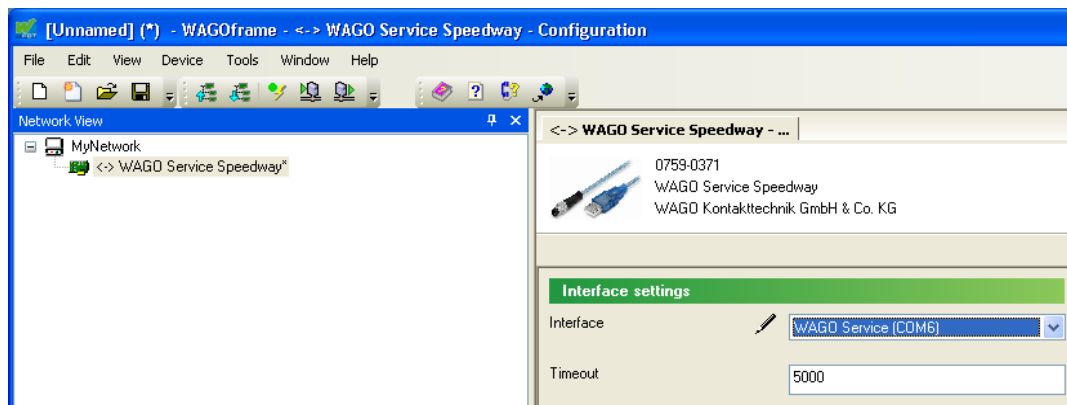 [Unnamed] (*) - WAGOframe - <-> WAGO Service Speedway - Configuration
File Edit View Device Tools Window Help
Network View
MyNetwork
<-> WAGO Service Speedway*
<-> WAGO Service Speedway - ...
0759-0371
WAGO Service Speedway
WAGO Kontakttechnik GmbH & Co. KG
Interface settings
Interface WAGO Service (COM6)
Timeout 5000